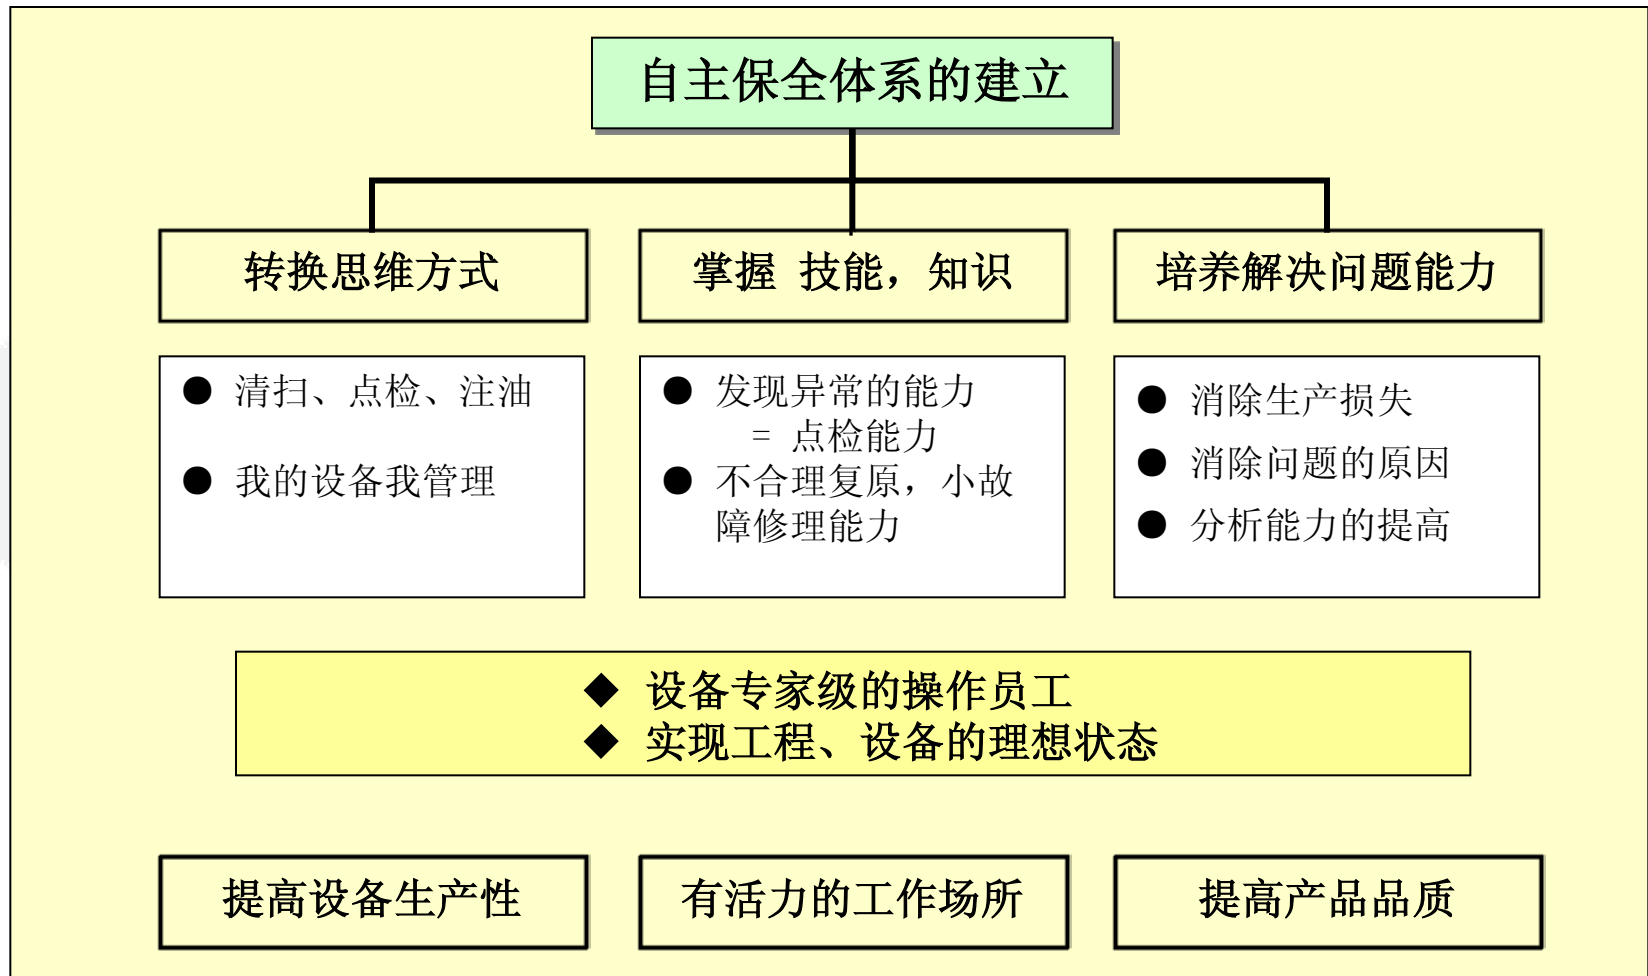 自主保全体系的建立
转换思维方式
掌握 技能，知识
培养解决问题能力
● 清扫、点检、注油
● 我的设备我管理
● 发现异常的能力
= 点检能力
● 不合理复原，小故
障修理能力
● 消除生产损失
● 消除问题的原因
● 分析能力的提高
◆ 设备专家级的操作员工
◆ 实现工程、设备的理想状态
提高设备生产性
有活力的工作场所
提高产品品质